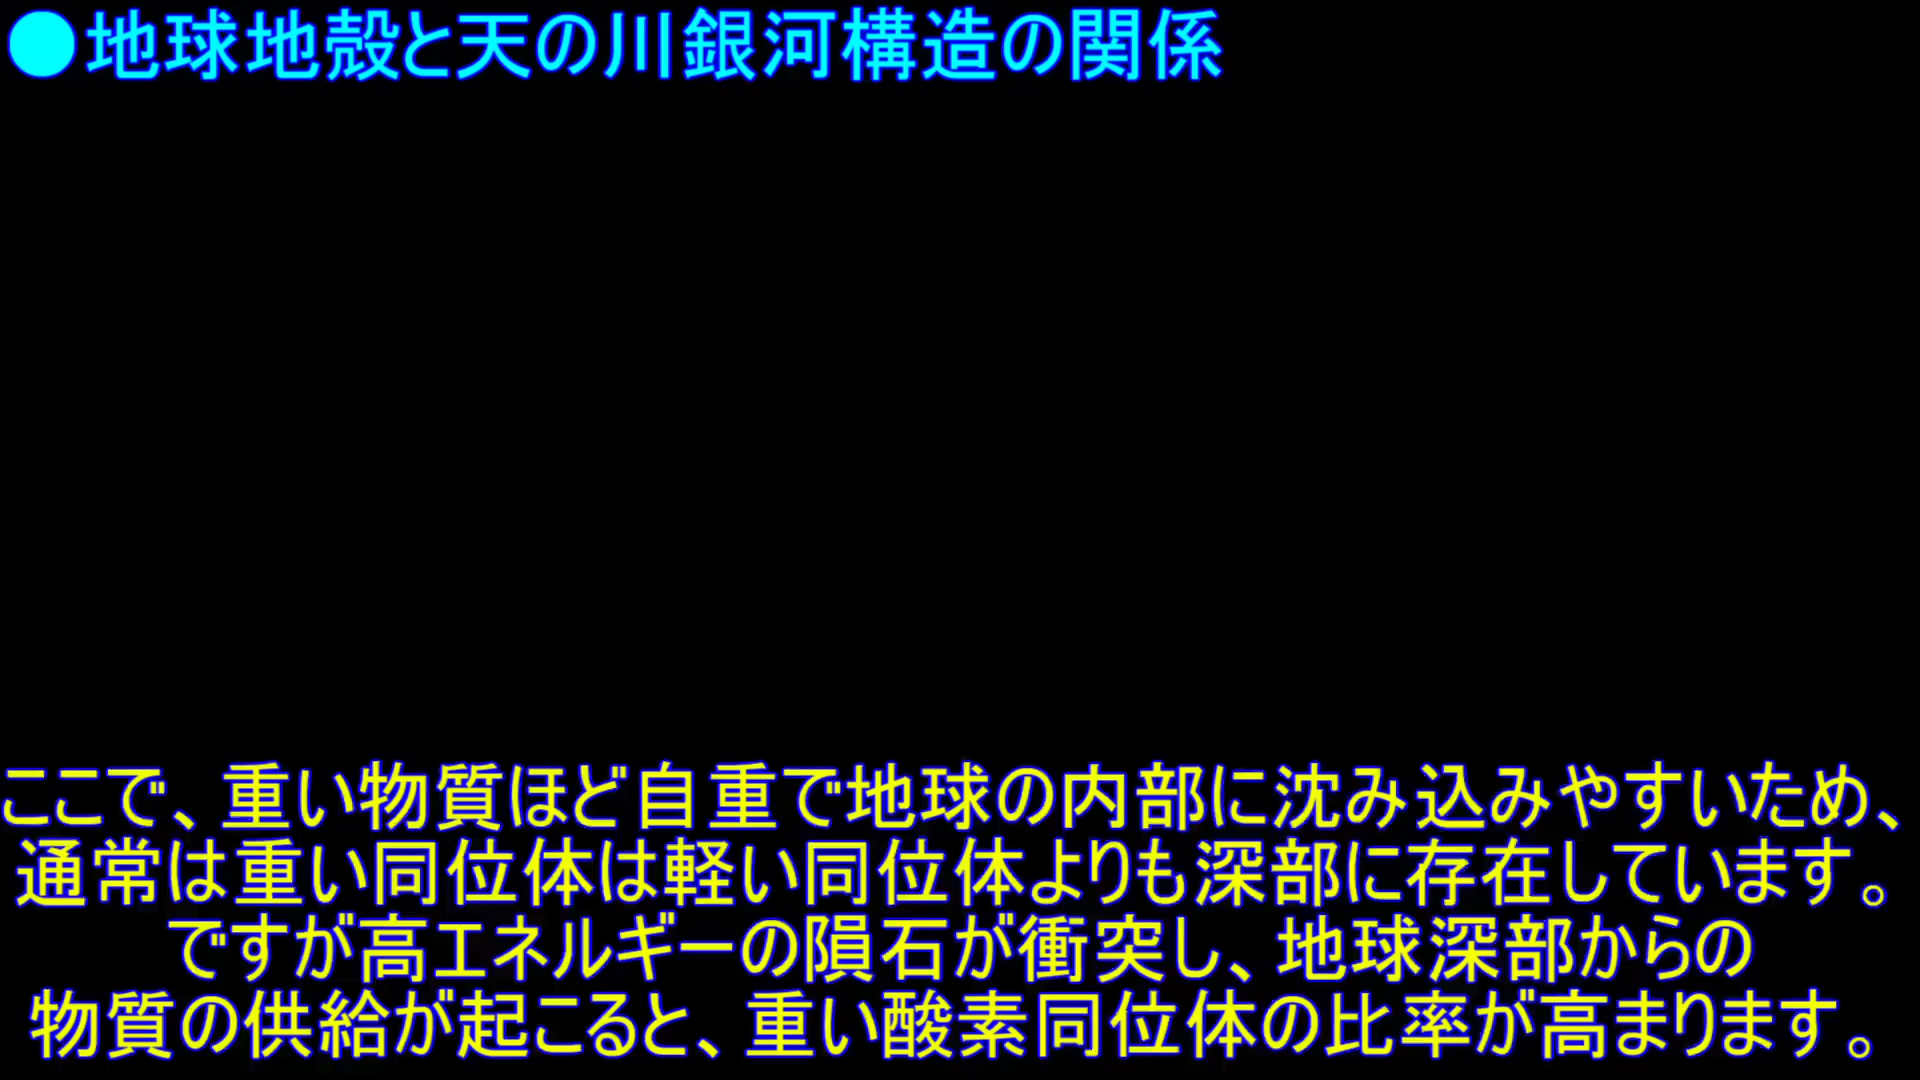 ●地球地殻と天の川銀河構造の関係
ここで、重い物質ほど自重で地球の内部に沈み込みやすいため、
通常は重い同位体は軽い同位体よりも深部に存在しています。
ですが高エネルギーの隕石が衝突し、地球深部からの
物質の供給が起こると、重い酸素同位体の比率が高まります。